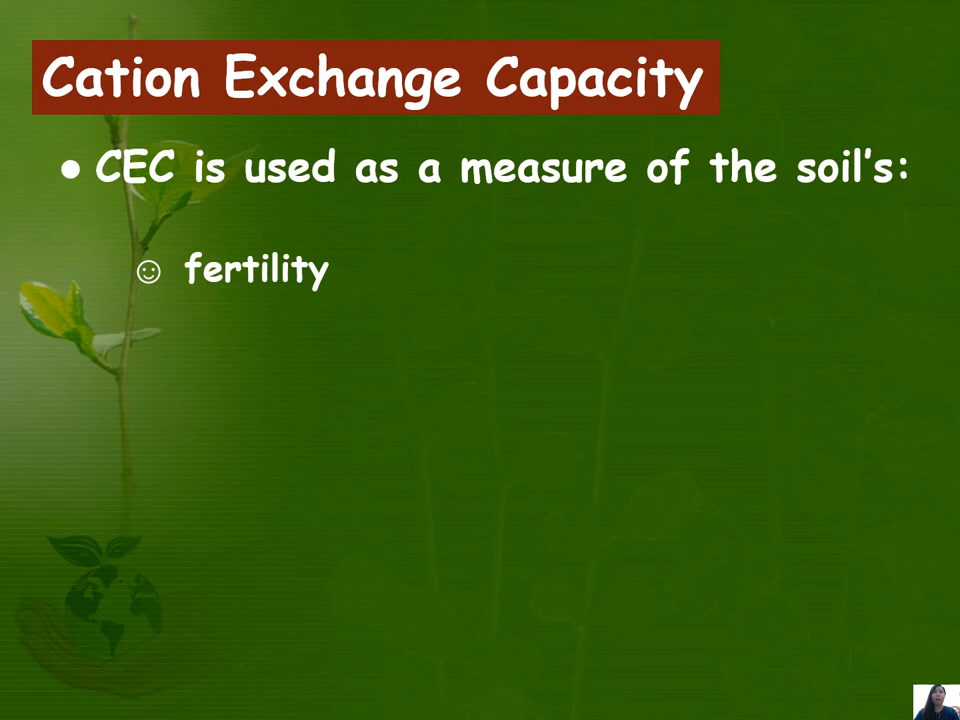 Cation Exchange Capacity
● CEC is used as a measure of the soil's:
☺ fertility